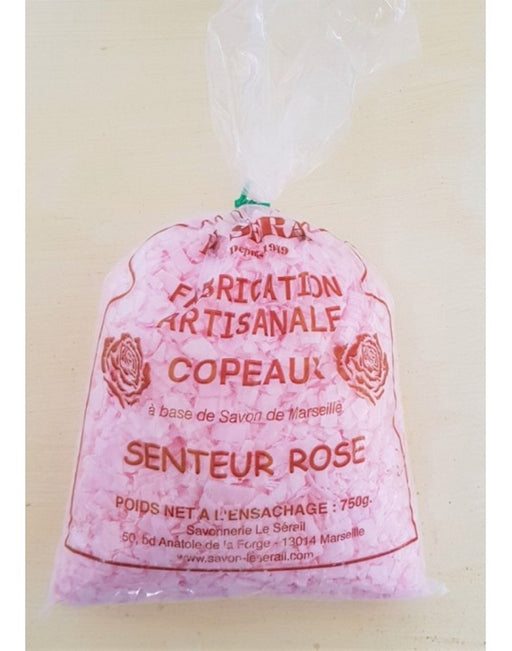 Depuis 1919
FABRICATION
ARTISANALE
COPEAUX
à base de Savon de Marseille
SENTEUR ROSE
POIDS NET A L'ENSACHAGE : 750g.
Savonnerie Le Sérail
50, bd Anatole de la Forge - 13014 Marseille
www.savon-leserail.com